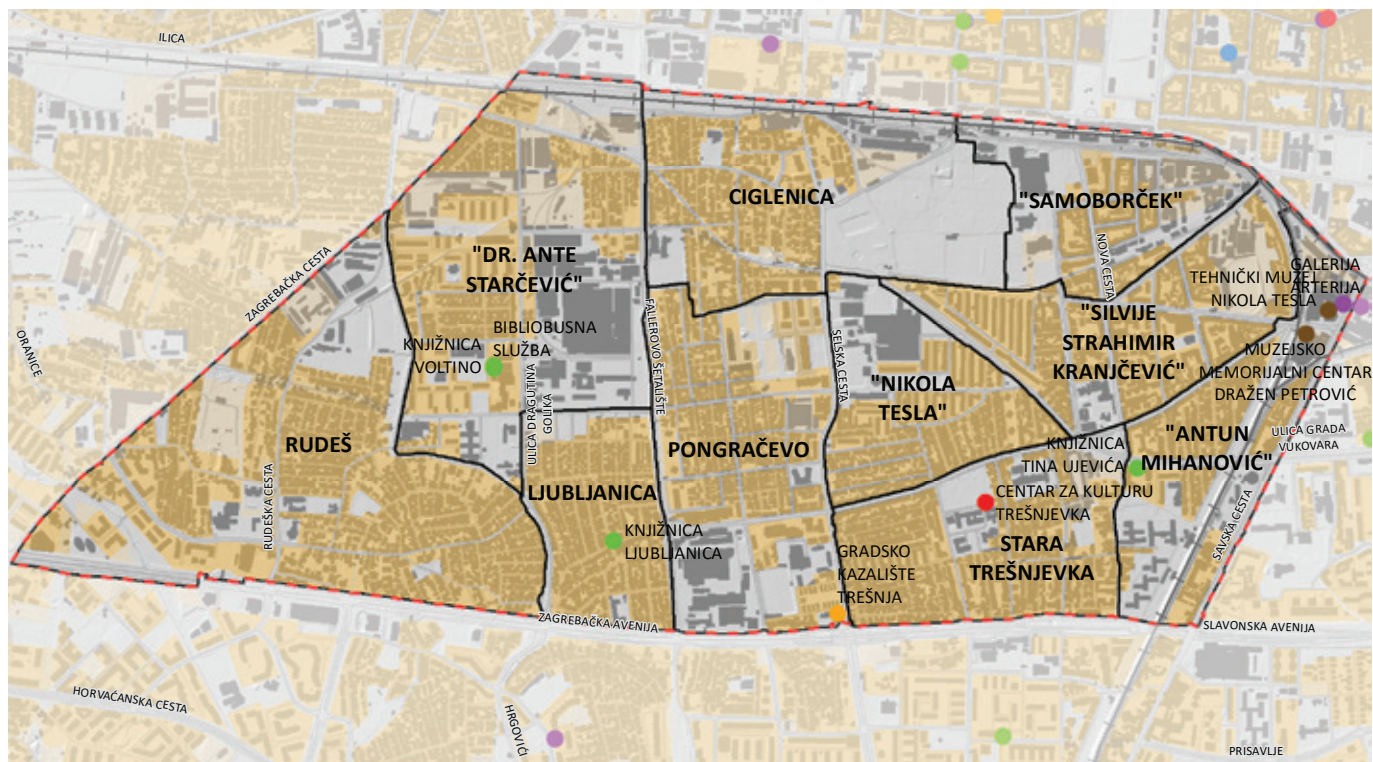 ILICA
CIGLENICA
"SAMOBORČEK"
NOVA CESTA
"DR. ANTE
STARČEVIĆ"
ZAGREBAČKA CESTA
GALERIJA
ARTERIJA
TEHNIČKI MUZEJ
NIKOLA TESLA
"SILVIJE
STRAHIMIR
KRANJČEVIĆ"
FALLEROVO ŠETALIŠTE
SELSKA CESTA
BIBLIOBUSNA
SLUŽBA
KNJIŽNICA
VOLTINO
ORANICE
MUZEJSKO
MEMORIJALNI CENTAR
DRAŽEN PETROVIĆ
"NIKOLA
TESLA"
ULICA DRAGUTINA
GOLIKA
RUDEŠ
PONGRAČEVO
"ANTUN
MIHANOVIĆ"
ULICA GRADA
VUKOVARA
KNJIŽNICA
TINA UJEVIĆA
RUDEŠKA CESTA
LJUBLJANICA
CENTAR ZA KULTURU
TREŠNJEVKA
SAVSKA CESTA
KNJIŽNICA
LJUBLJANICA
STARA
TREŠNJEVKA
GRADSKO
KAZALIŠTE
TREŠNJA
ZAGREBAČKA AVENIJA
SLAVONSKA AVENIJA
HORVAĆANSKA CESTA
HRGOVIĆI
PRISAVLJE